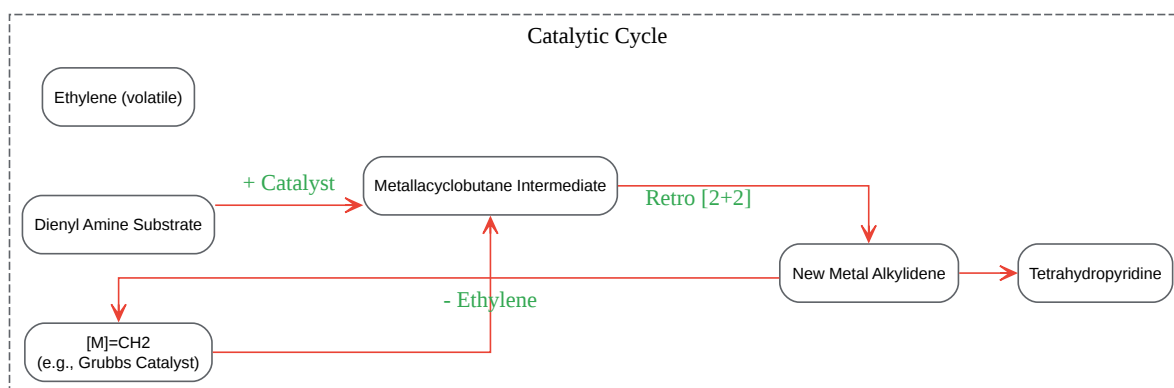 Catalytic Cycle
Ethylene (volatile)
+ Catalyst
Metallacyclobutane Intermediate
Retro [2+2]
Dienyl Amine Substrate
New Metal Alkylidene
Tetrahydropyridine
- Ethylene
[M]=CH2
(e.g., Grubbs Catalyst)